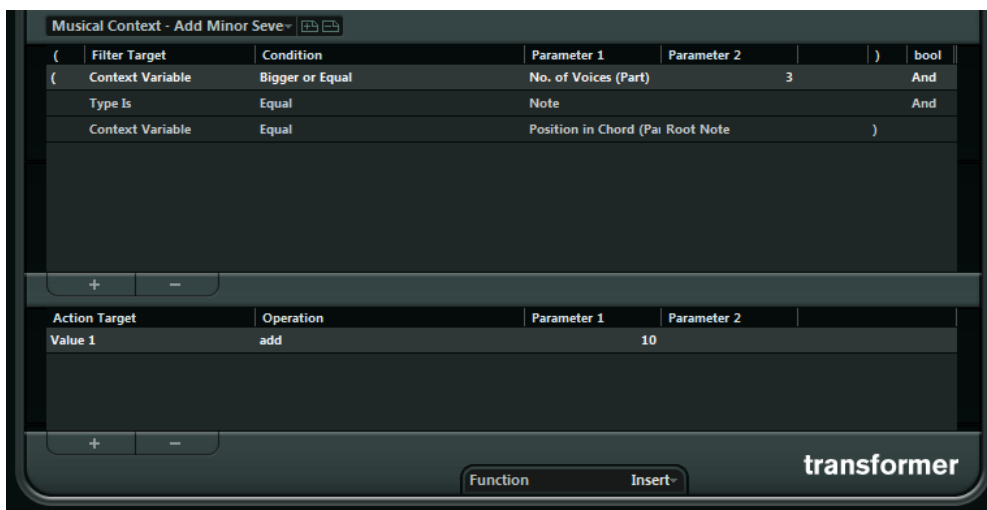 Musical Context - Add Minor Seve
( Filter Target Condition Parameter 1 Parameter 2 ) bool
( Context Variable Bigger or Equal No. of Voices (Part) 3 And
Type Is Equal Note And
Context Variable Equal Position in Chord (Pa Root Note )
+ −
Action Target Operation Parameter 1 Parameter 2
Value 1 add 10
+ −
transformer
Function Insert